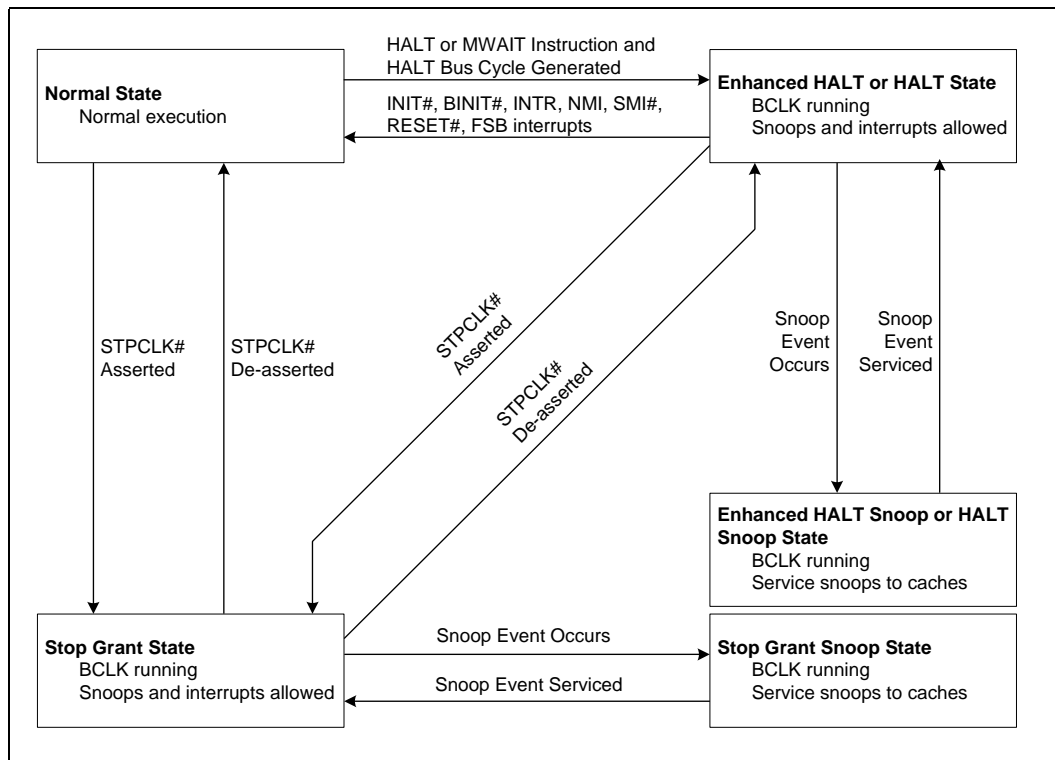 HALT or MWAIT Instruction and
HALT Bus Cycle Generated
Normal State
Normal execution
INIT#, BINIT#, INTR, NMI, SMI#,
RESET#, FSB interrupts
Enhanced HALT or HALT State
BCLK running
Snoops and interrupts allowed
STPCLK#
Asserted
STPCLK#
De-asserted
STPCLK#
Asserted
STPCLK#
De-asserted
Snoop
Event
Occurs
Snoop
Event
Serviced
Enhanced HALT Snoop or HALT
Snoop State
BCLK running
Service snoops to caches
Stop Grant State
BCLK running
Snoops and interrupts allowed
Snoop Event Occurs
Snoop Event Serviced
Stop Grant Snoop State
BCLK running
Service snoops to caches